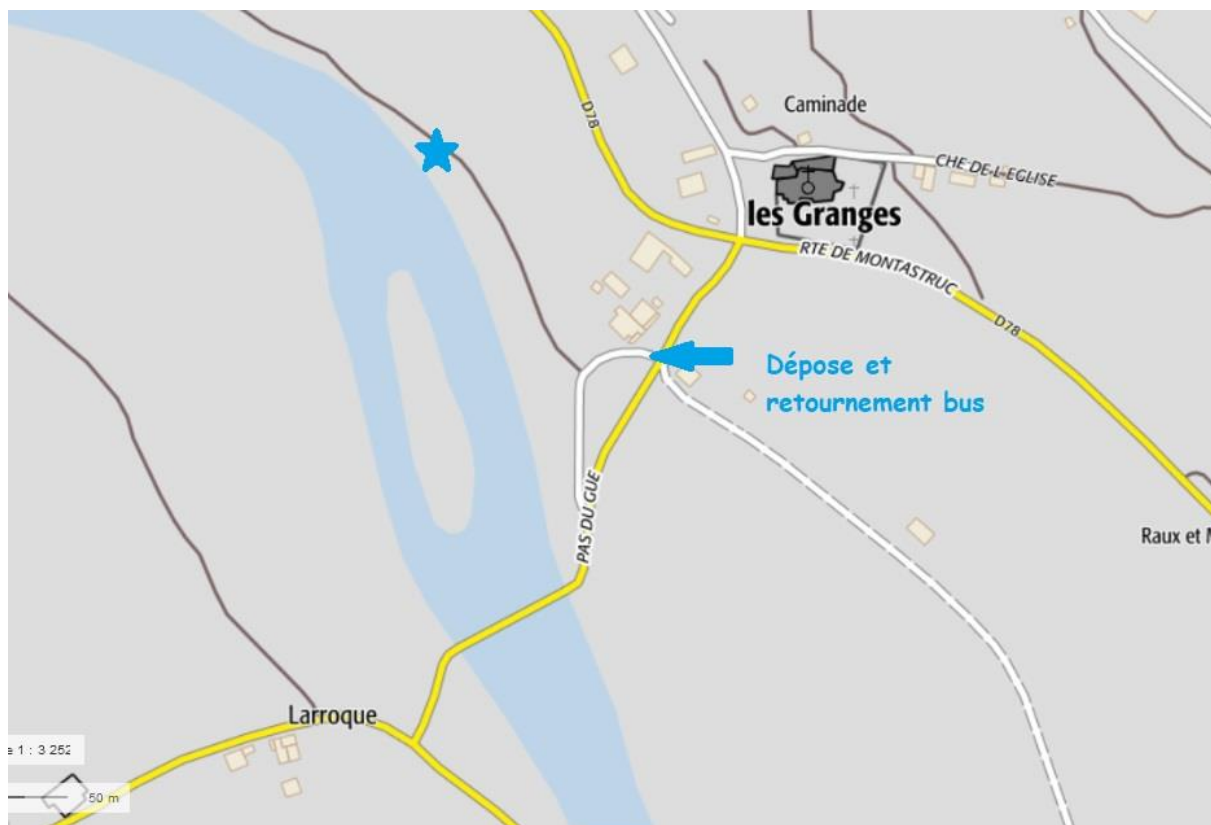 D78
Caminade
CHE DE L'EGLISE
les Granges
RTE DE MONTASTRUC
D78
Dépose et
retournement bus
PAS DU GUE
Raux et
Larroque
e 1 : 3 252
50 m